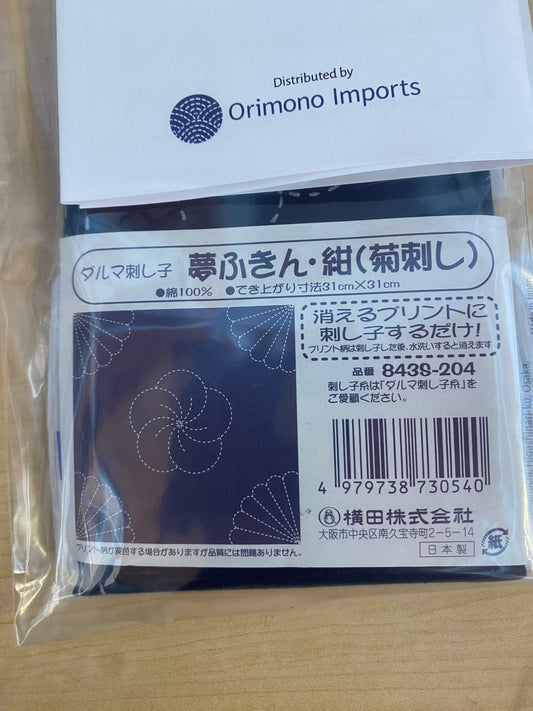 Distributed by
Orimono Imports
ダルマ刺し子 夢ふきん・紺(菊刺し)
●綿100% ●でき上がり寸法31cm×31cm
消えるプリントに
刺し子するだけ!
プリント柄は刺し子した後、水洗いすると消えます
品番 8439-204
刺し子糸は「ダルマ刺し子糸」を
ご愛顧ください。
4 979738 730540
横田株式会社
大阪市中央区南久宝寺町2-5-14
日本製
紙
プリント柄が変色する場合がありますが品質には問題ありません。
Higashinari-ku, Osaka,